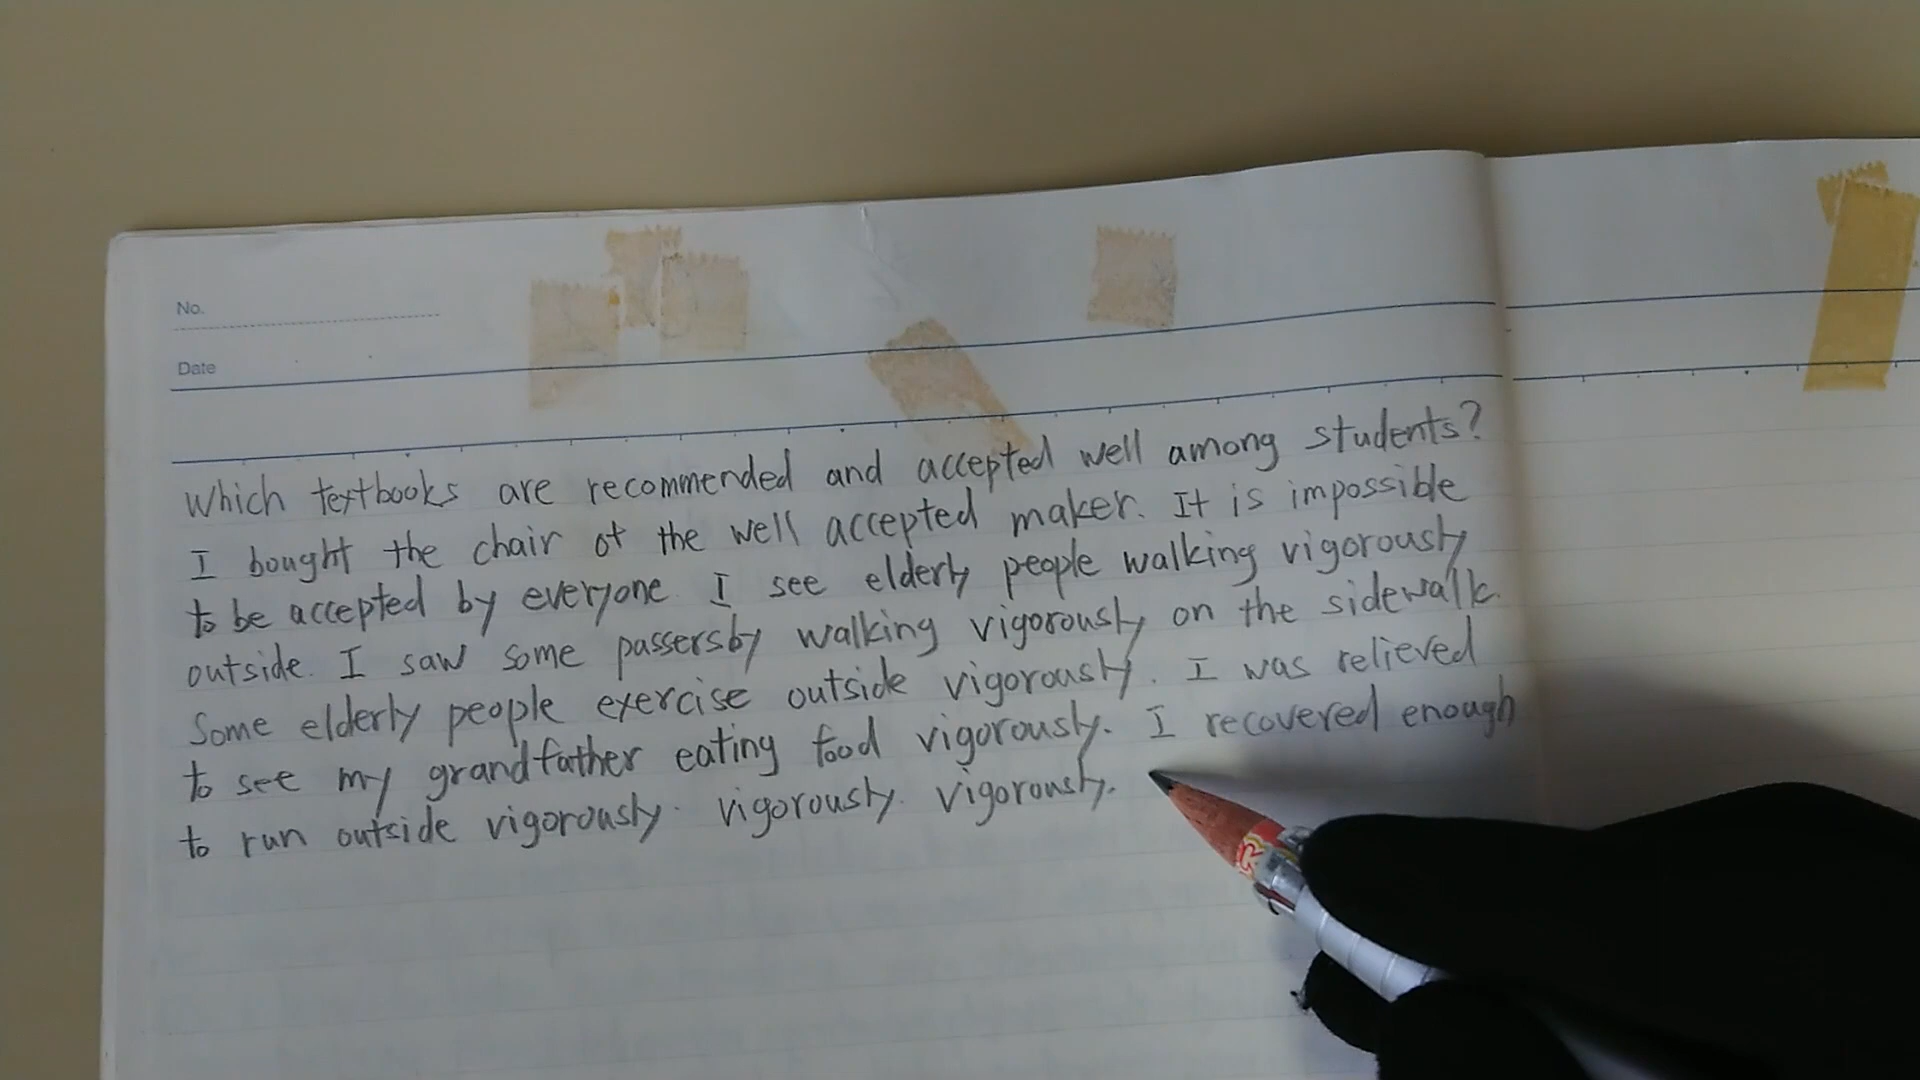 No.
Date
Which textbooks are recommended and accepted well among students?
I bought the chair of the well accepted maker. It is impossible
to be accepted by everyone. I see elderly people walking vigorously
outside. I saw some passersby walking vigorously on the sidewalk.
Some elderly people exercise outside vigorously. I was relieved
to see my grandfather eating food vigorously. I recovered enough
to run outside vigorously. vigorously. vigorously.